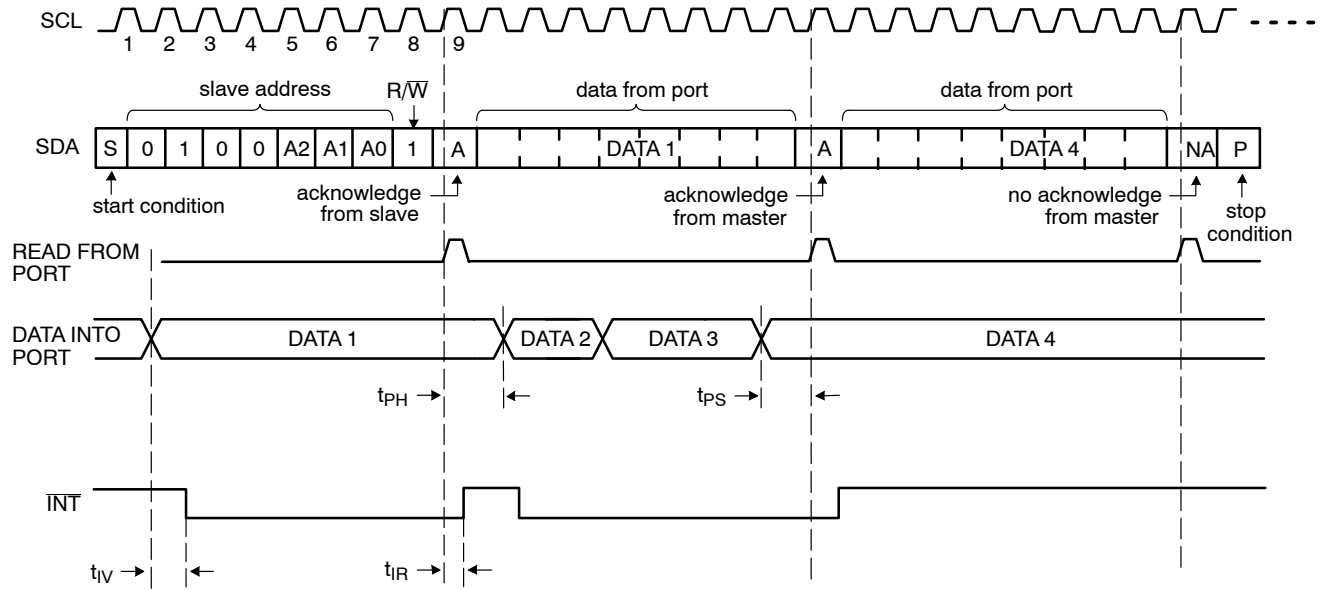 SCL
1 2 3 4 5 6 7 8 9
slave address
R/W̅
data from port
data from port
SDA
S 0 1 0 0 A2 A1 A0 1 A DATA 1 A DATA 4 NA P
start condition
acknowledge
from slave
acknowledge
from master
no acknowledge
from master
stop
condition
READ FROM
PORT
DATA INTO
PORT
DATA 1 DATA 2 DATA 3 DATA 4
tPH
tPS
I̅N̅T̅
tIV
tIR